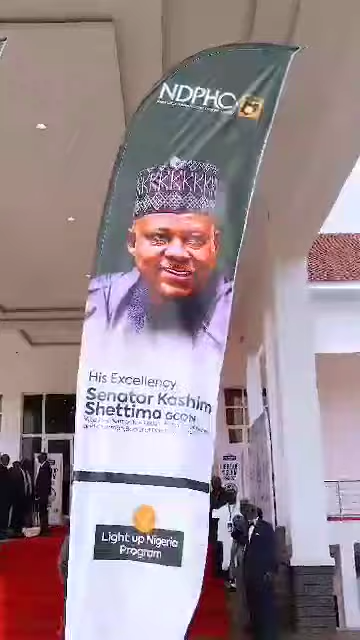 NDPHC
His Excellency,
Senator Kashim
Shettima GCON
Light up Nigeria
Program